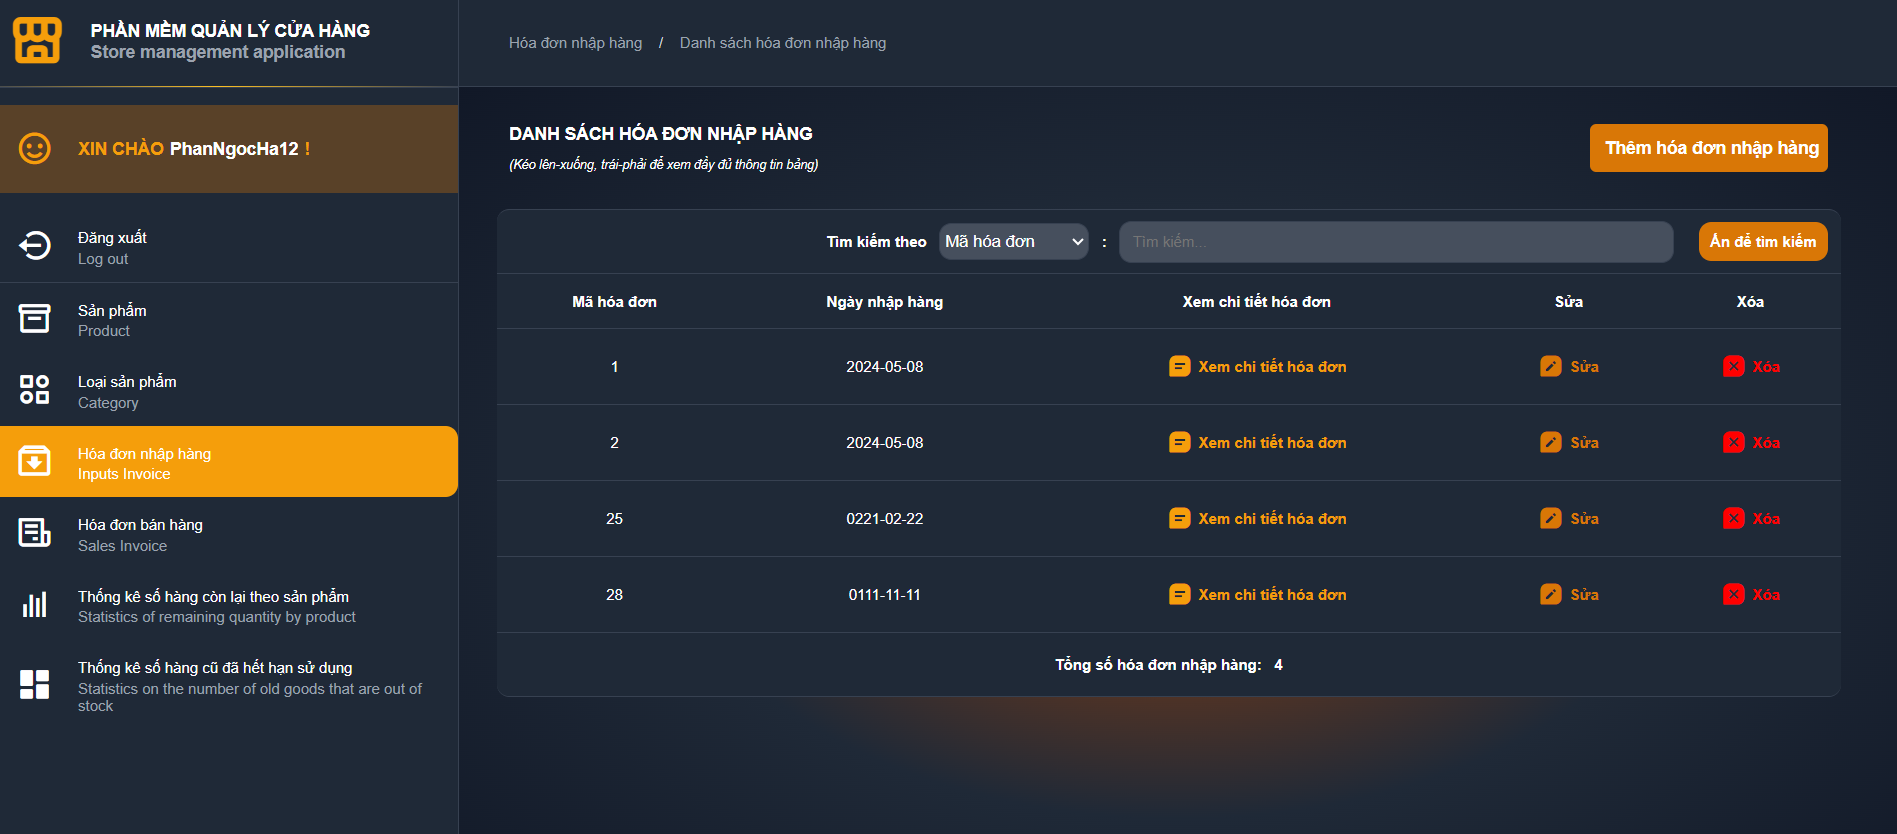 PHẦN MỀM QUẢN LÝ CỬA HÀNG
Store management application
XIN CHÀO PhanNgocHa12 !
Đăng xuất
Log out
Sản phẩm
Product
Loại sản phẩm
Category
Hóa đơn nhập hàng
Inputs Invoice
Hóa đơn bán hàng
Sales Invoice
Thống kê số hàng còn lại theo sản phẩm
Statistics of remaining quantity by product
Thống kê số hàng cũ đã hết hạn sử dụng
Statistics on the number of old goods that are out of
stock
Hóa đơn nhập hàng / Danh sách hóa đơn nhập hàng
DANH SÁCH HÓA ĐƠN NHẬP HÀNG
(Kéo lên-xuống, trái-phải để xem đầy đủ thông tin bảng)
Thêm hóa đơn nhập hàng
Tìm kiếm theo Mã hóa đơn : Tìm kiếm... Ấn để tìm kiếm
Mã hóa đơn Ngày nhập hàng Xem chi tiết hóa đơn Sửa Xóa
1 2024-05-08 Xem chi tiết hóa đơn Sửa Xóa
2 2024-05-08 Xem chi tiết hóa đơn Sửa Xóa
25 0221-02-22 Xem chi tiết hóa đơn Sửa Xóa
28 0111-11-11 Xem chi tiết hóa đơn Sửa Xóa
Tổng số hóa đơn nhập hàng: 4